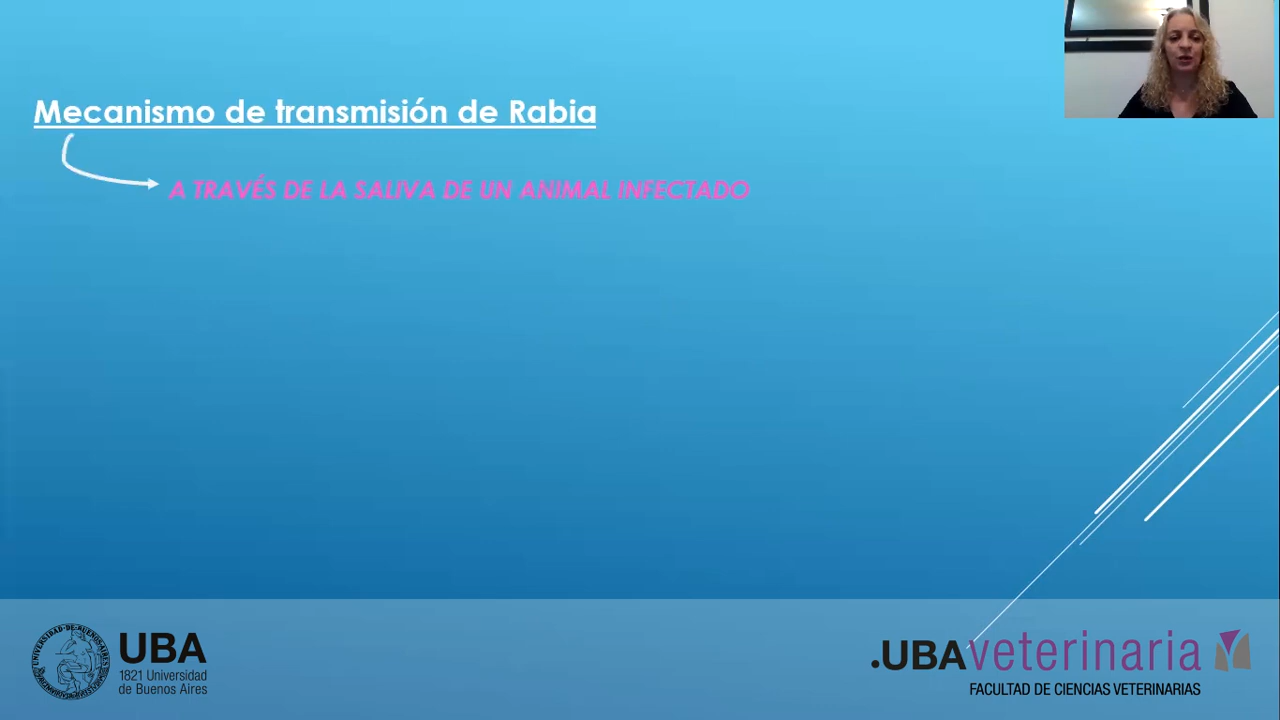 Mecanismo de transmisión de Rabia
A TRAVÉS DE LA SALIVA DE UN ANIMAL INFECTADO
UBA
1821 Universidad
de Buenos Aires
.UBAveterinaria
FACULTAD DE CIENCIAS VETERINARIAS